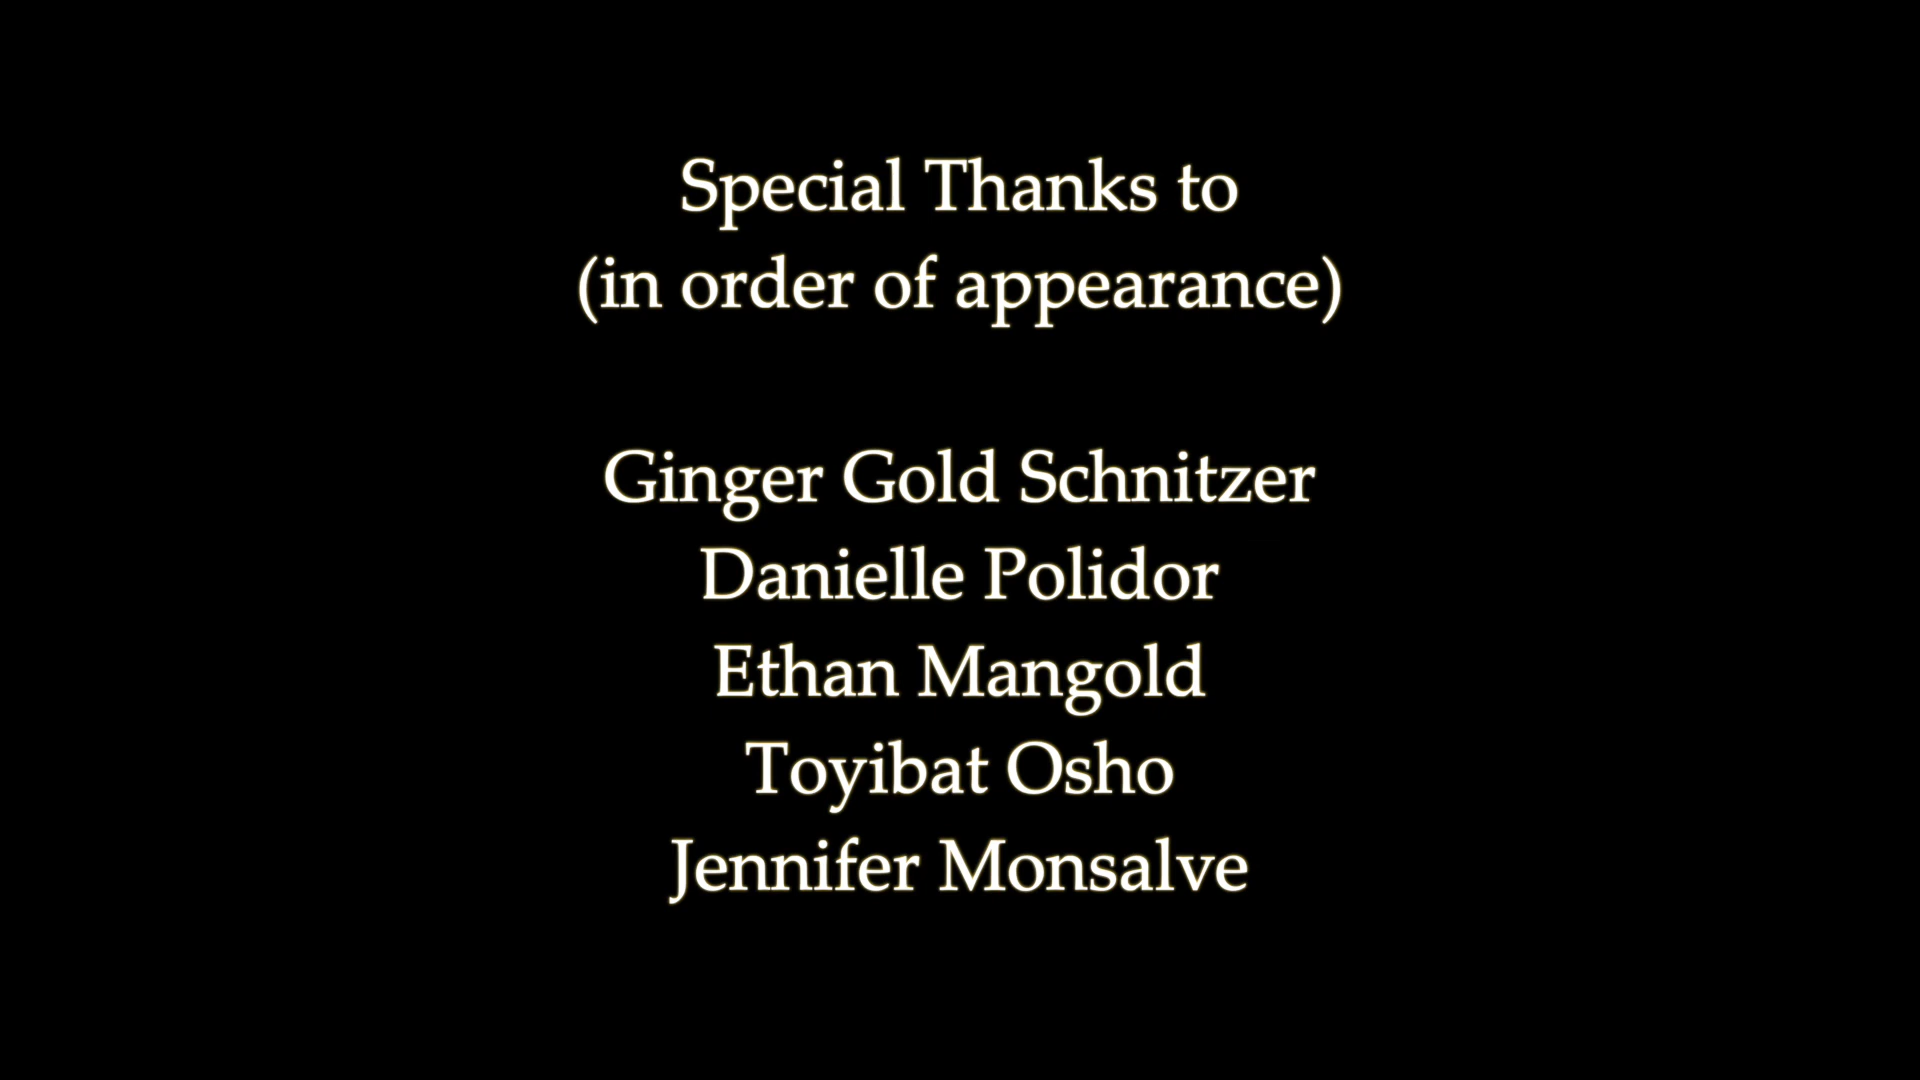 Special Thanks to
(in order of appearance)
Ginger Gold Schnitzer
Danielle Polidor
Ethan Mangold
Toyibat Osho
Jennifer Monsalve